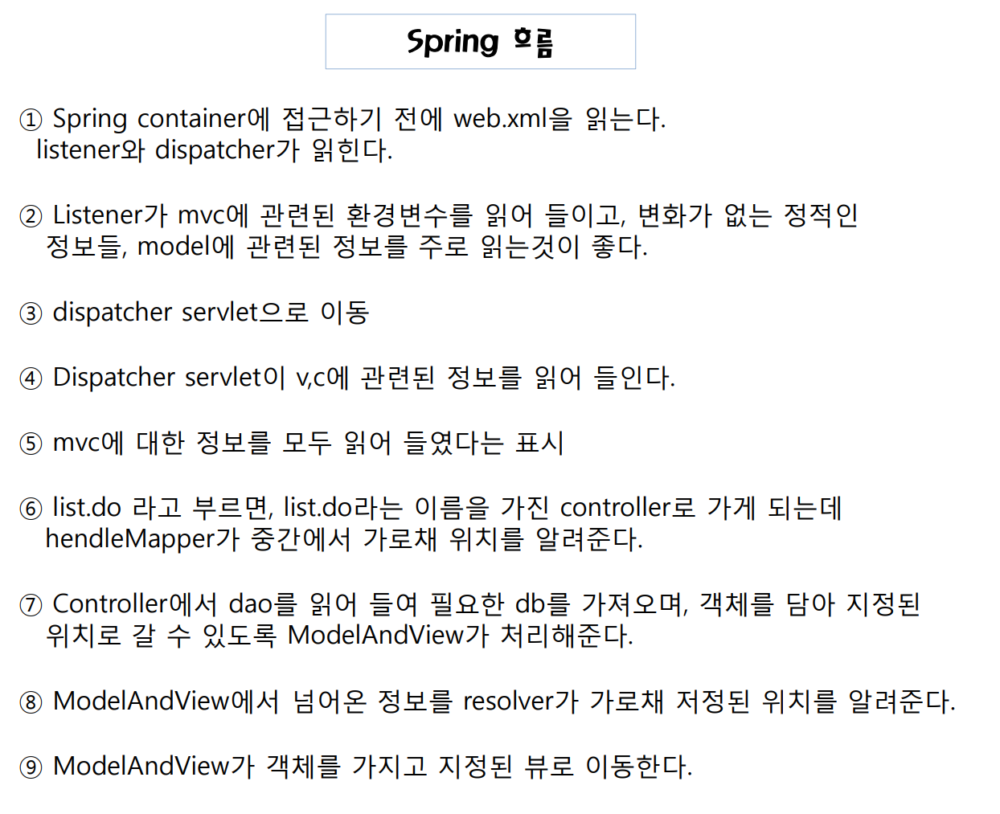 Spring 흐름
① Spring container에 접근하기 전에 web.xml을 읽는다.
listener와 dispatcher가 읽힌다.
② Listener가 mvc에 관련된 환경변수를 읽어 들이고, 변화가 없는 정적인
정보들, model에 관련된 정보를 주로 읽는것이 좋다.
③ dispatcher servlet으로 이동
④ Dispatcher servlet이 v,c에 관련된 정보를 읽어 들인다.
⑤ mvc에 대한 정보를 모두 읽어 들였다는 표시
⑥ list.do 라고 부르면, list.do라는 이름을 가진 controller로 가게 되는데
hendleMapper가 중간에서 가로채 위치를 알려준다.
⑦ Controller에서 dao를 읽어 들여 필요한 db를 가져오며, 객체를 담아 지정된
위치로 갈 수 있도록 ModelAndView가 처리해준다.
⑧ ModelAndView에서 넘어온 정보를 resolver가 가로채 저정된 위치를 알려준다.
⑨ ModelAndView가 객체를 가지고 지정된 뷰로 이동한다.